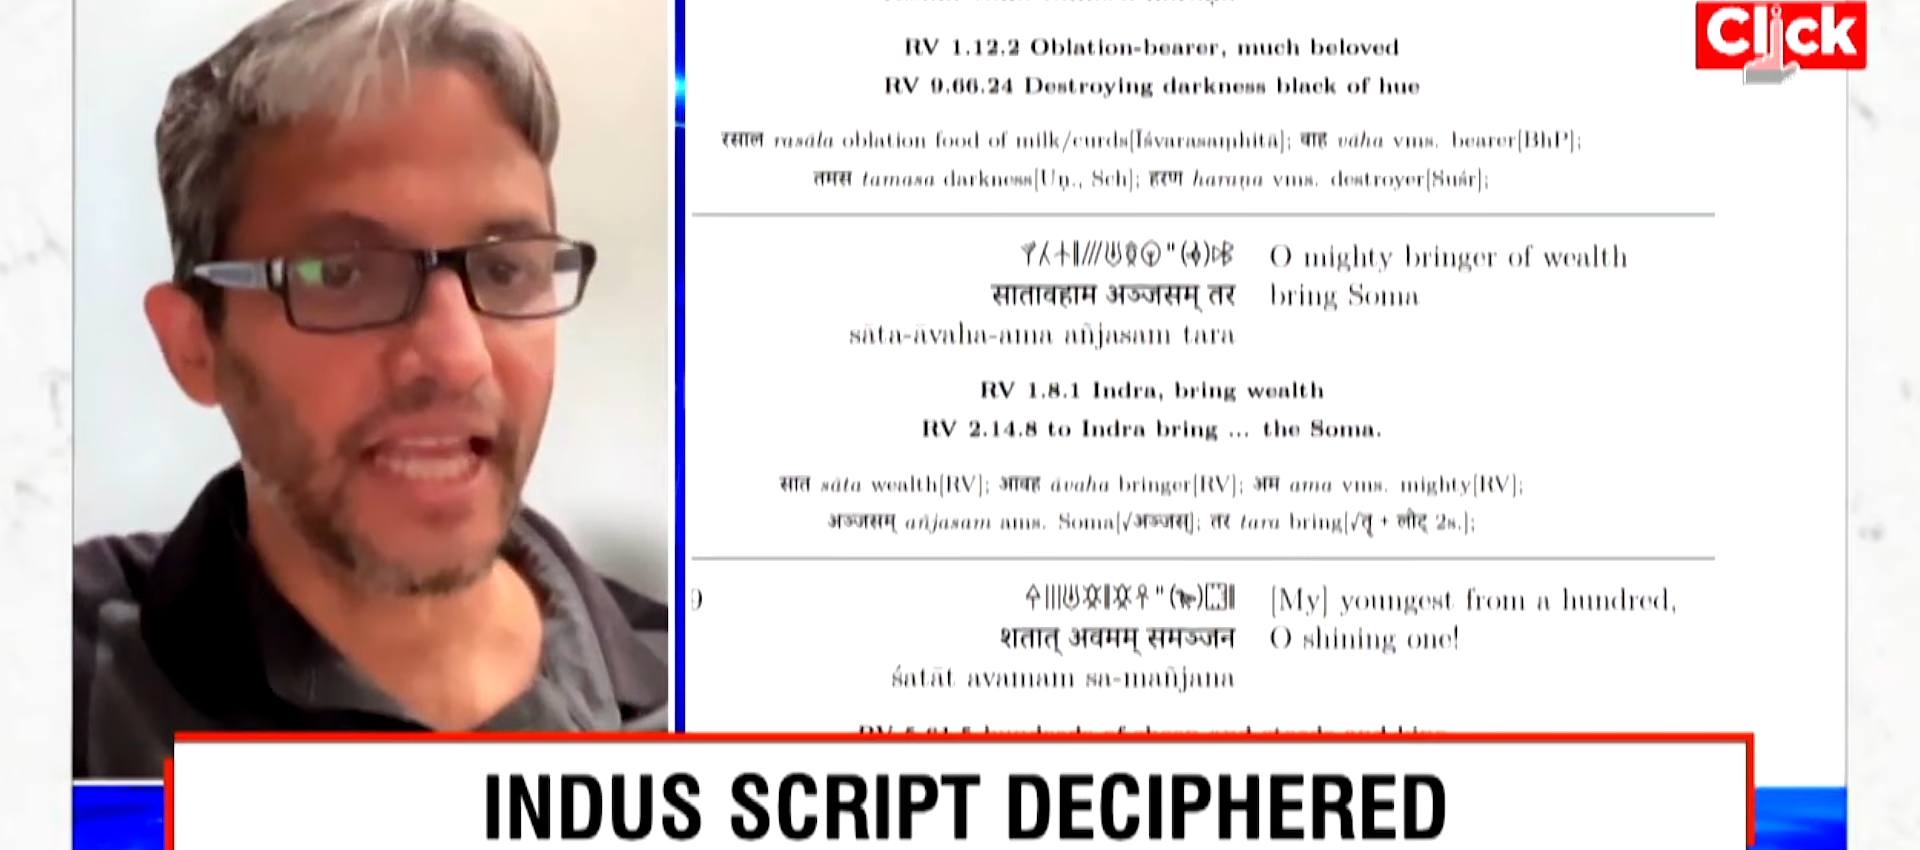 Click
RV 1.12.2 Oblation-bearer, much beloved
RV 9.66.24 Destroying darkness black of hue
रसाल rasāla oblation food of milk/curds[Īśvarasaṃhitā]; वाह vāha vms. bearer[BhP];
तमस tamasa darkness[Uṇ., Sch]; हरण haraṇa vms. destroyer[Suśr];
O mighty bringer of wealth
सातावहाम अञ्जसम् तर bring Soma
sāta-āvaha-ama añjasam tara
RV 1.8.1 Indra, bring wealth
RV 2.14.8 to Indra bring ... the Soma.
सात sāta wealth[RV]; आवह āvaha bringer[RV]; अम ama vms. mighty[RV];
अञ्जसम् añjasam ams. Soma[√अञ्जस्]; तर tara bring[√तॄ + लोट् 2s.];
[My] youngest from a hundred,
शतात् अवमम् समञ्जन O shining one!
śatāt avamam sa-mañjana
INDUS SCRIPT DECIPHERED